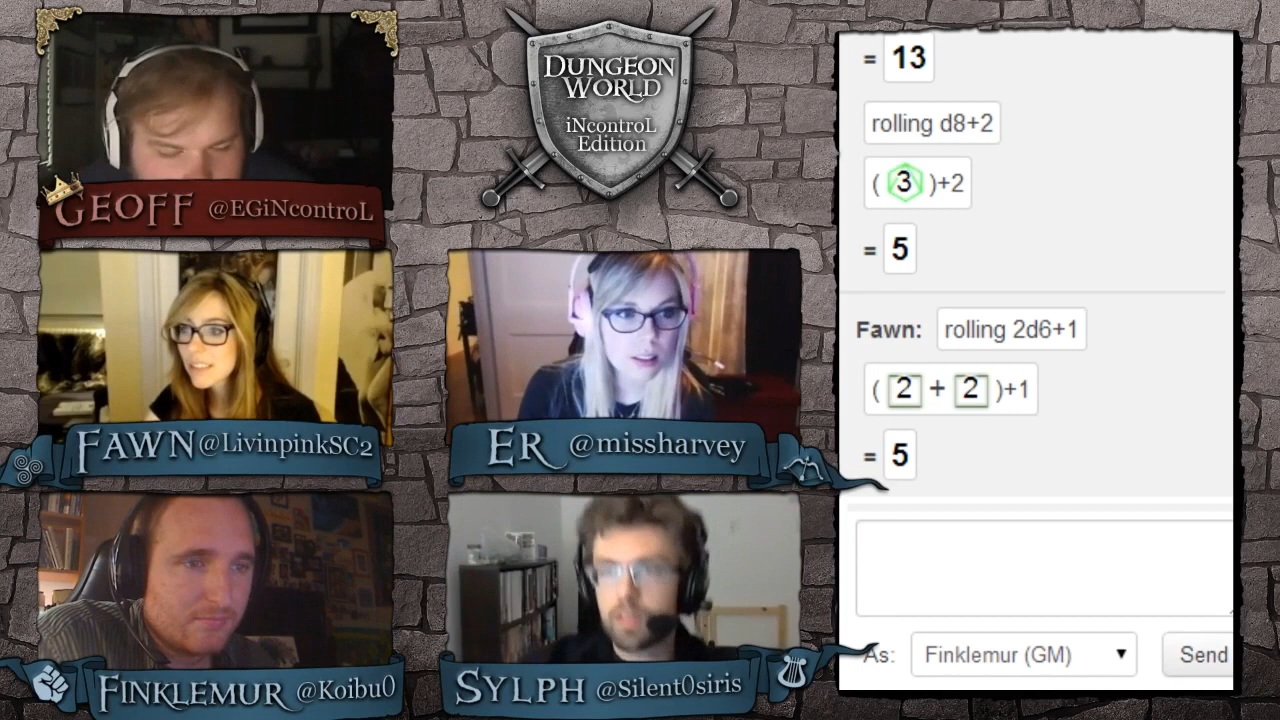 GEOFF @EGiNcontroL
DUNGEON
WORLD
iNcontroL
Edition
FAWN @LivinpinkSC2
ER @missharvey
FINKLEMUR @Koibu0
SYLPH @Silent0siris
= 13
rolling d8+2
( 3 )+2
= 5
Fawn: rolling 2d6+1
( 2 + 2 )+1
= 5
As: Finklemur (GM) ▼ Send